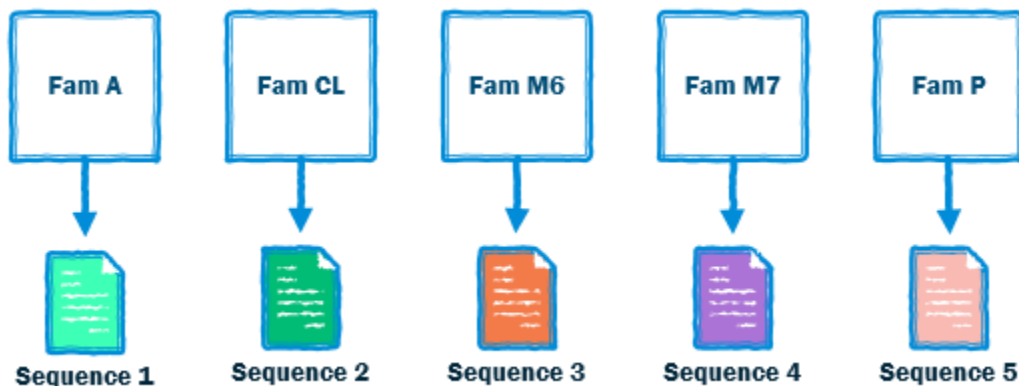 Fam A
Fam CL
Fam M6
Fam M7
Fam P
Sequence 1
Sequence 2
Sequence 3
Sequence 4
Sequence 5